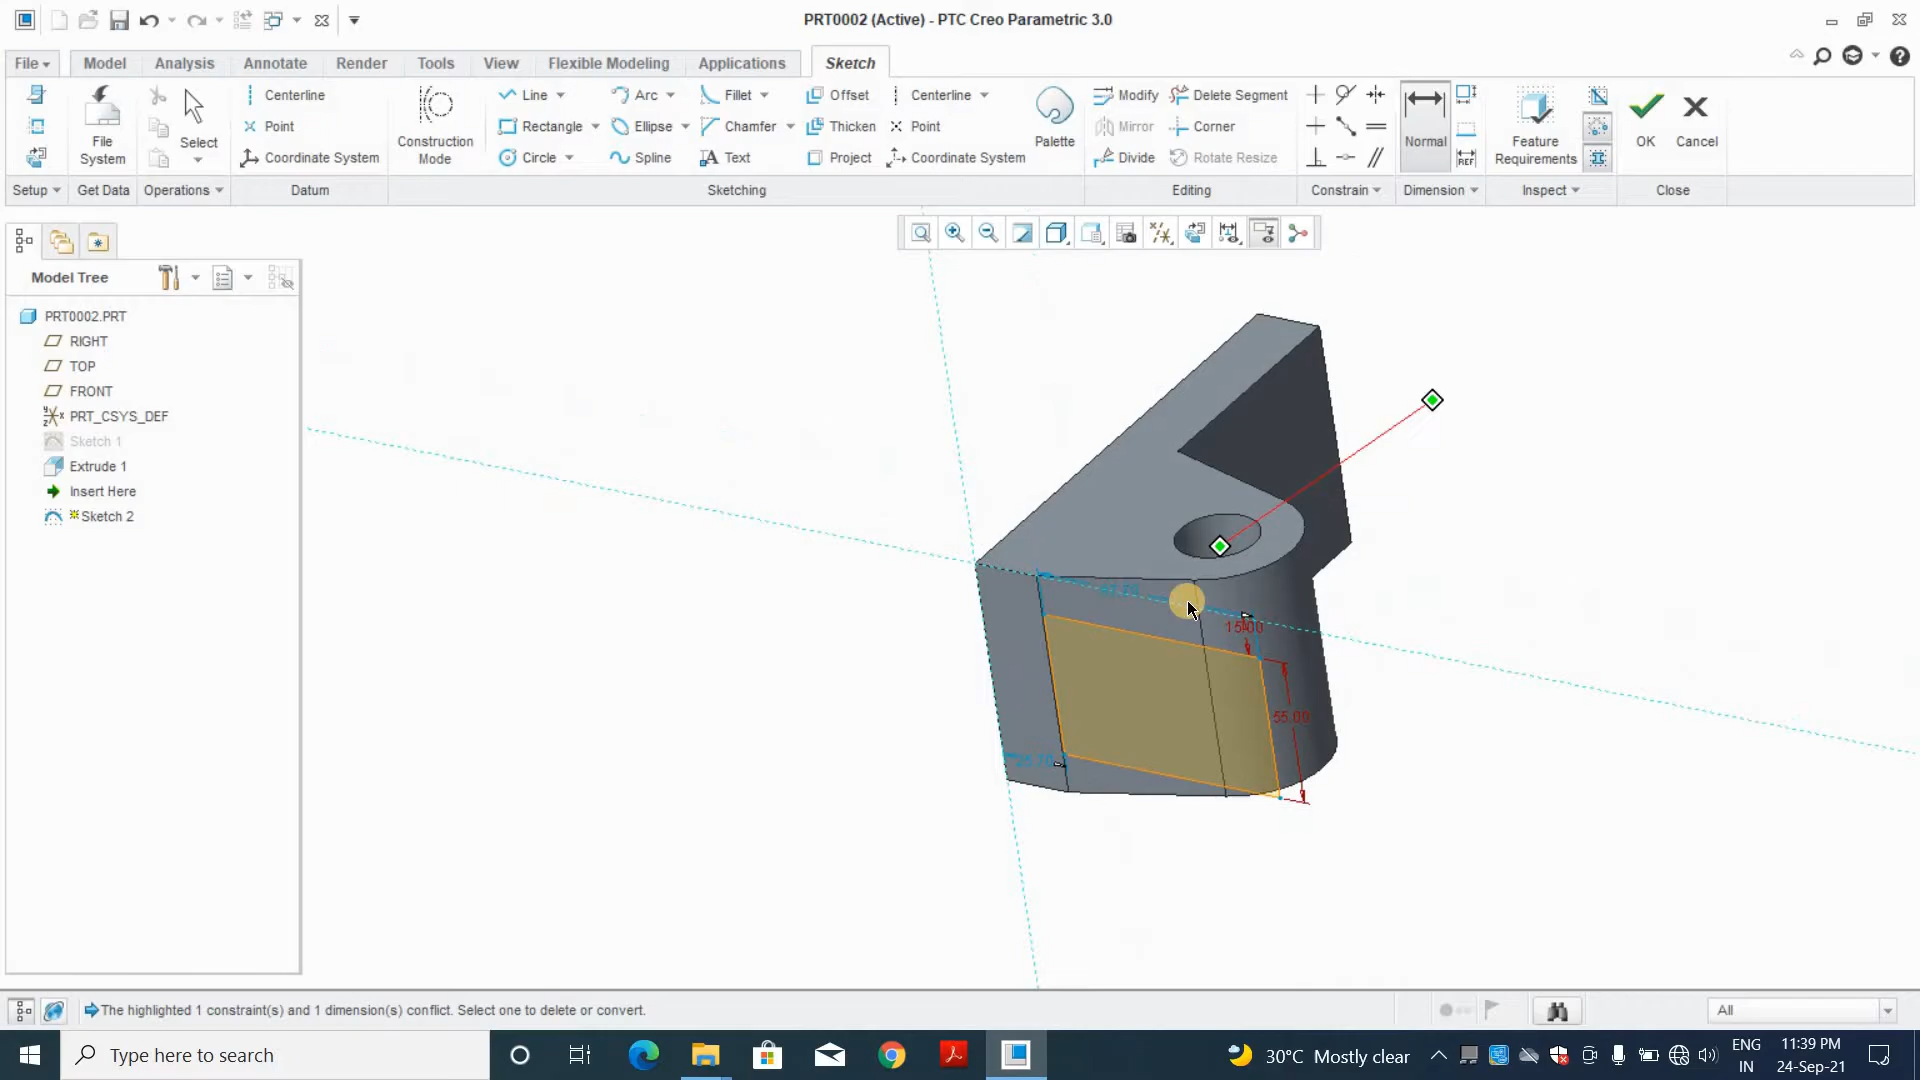 PRT0002 (Active) - PTC Creo Parametric 3.0
File Model Analysis Annotate Render Tools View Flexible Modeling Applications Sketch
File System
Select
Centerline
Point
Coordinate System
Construction Mode
Line Arc Fillet Offset Centerline
Rectangle Ellipse Chamfer Thicken Point
Circle Spline Text Project Coordinate System
Palette
Modify Delete Segment
Mirror Corner
Divide Rotate Resize
Normal
REF
Feature Requirements
OK Cancel
Setup Get Data Operations Datum Sketching Editing Constrain Dimension Inspect Close
Model Tree
PRT0002.PRT
RIGHT
TOP
FRONT
PRT_CSYS_DEF
Sketch 1
Extrude 1
Insert Here
Sketch 2
15.00
55.00
The highlighted 1 constraint(s) and 1 dimension(s) conflict. Select one to delete or convert.
All
Type here to search
30°C Mostly clear
ENG
IN
11:39 PM
24-Sep-21